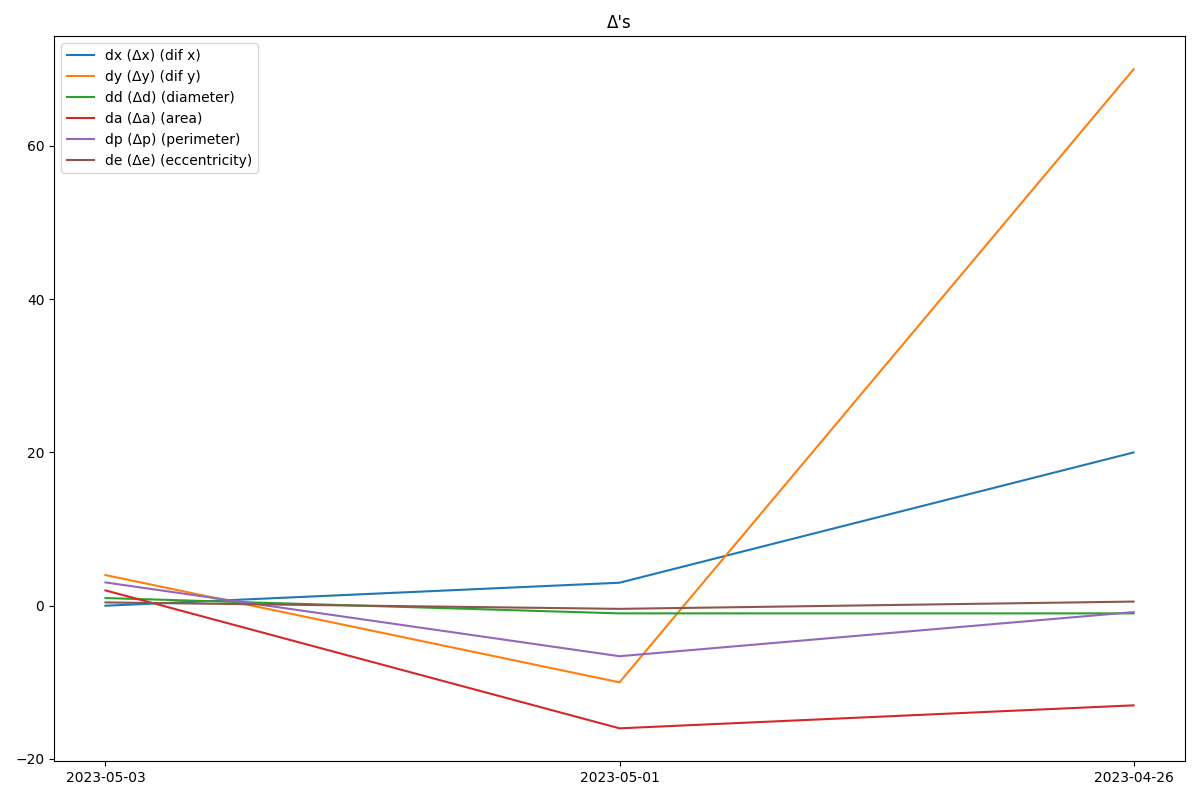 Δ's
dx (Δx) (dif x)
dy (Δy) (dif y)
dd (Δd) (diameter)
da (Δa) (area)
dp (Δp) (perimeter)
de (Δe) (eccentricity)
60
40
20
0
−20
2023-05-03 2023-05-01 2023-04-26